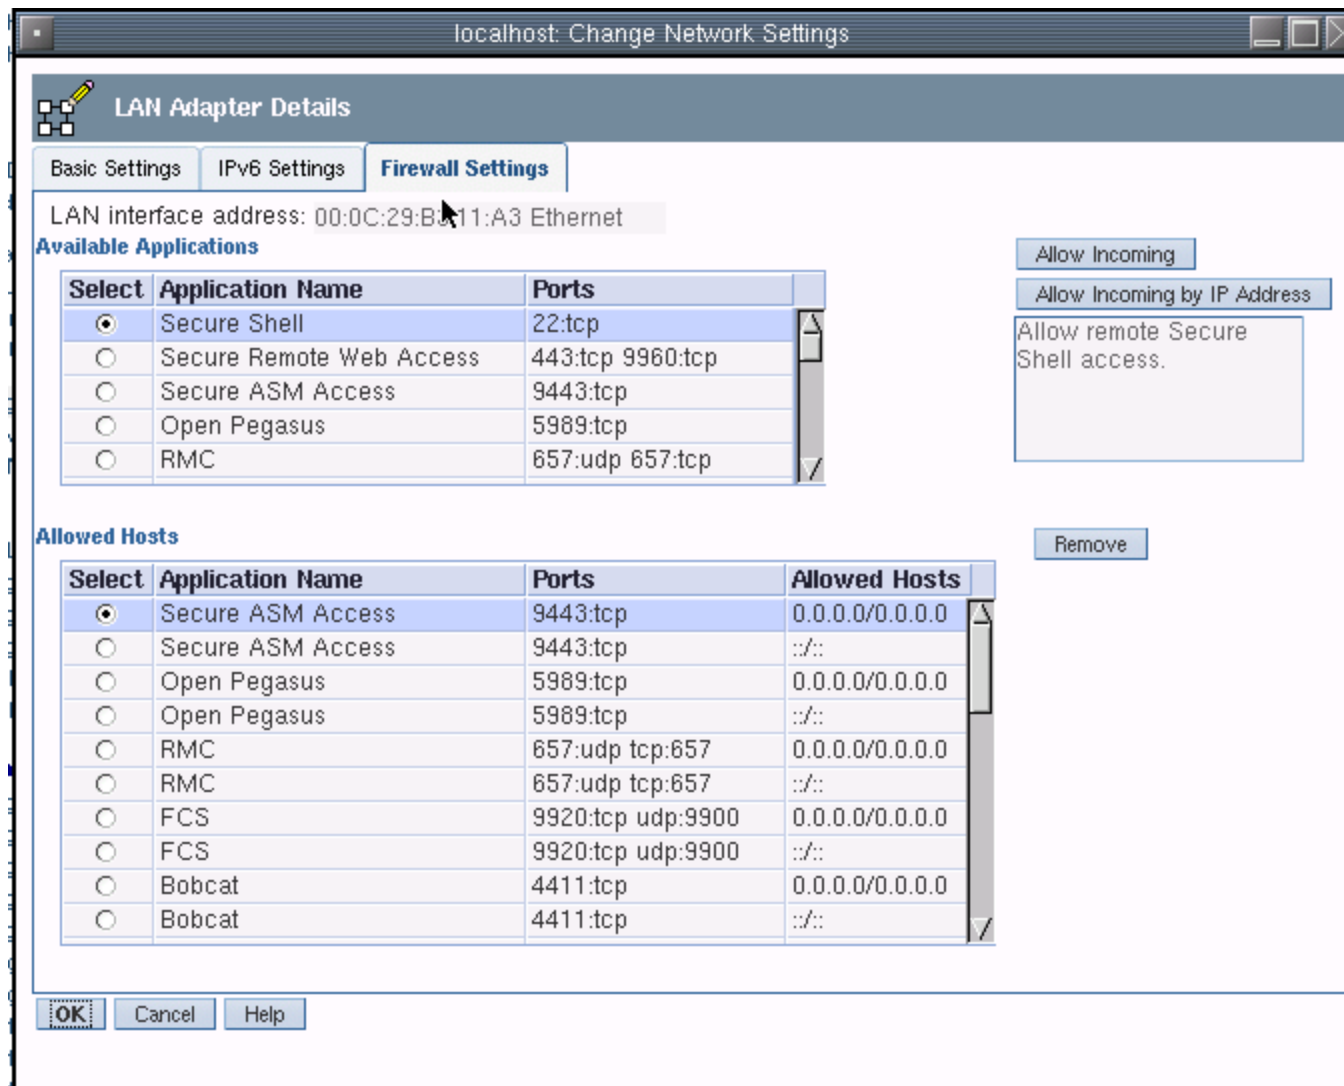 localhost: Change Network Settings
LAN Adapter Details
Basic Settings IPv6 Settings Firewall Settings
LAN interface address: 11:A3 Ethernet
Available Applications
Allow Incoming
Allow Incoming by IP Address
Allow remote Secure
Shell access.
Select Application Name Ports
Secure Shell 22:tcp
Secure Remote Web Access 443:tcp 9960:tcp
Secure ASM Access 9443:tcp
Open Pegasus 5989:tcp
RMC 657:udp 657:tcp
Allowed Hosts
Remove
Select Application Name Ports Allowed Hosts
Secure ASM Access 9443:tcp 0.0.0.0/0.0.0.0
Secure ASM Access 9443:tcp ::/::
Open Pegasus 5989:tcp 0.0.0.0/0.0.0.0
Open Pegasus 5989:tcp ::/::
RMC 657:udp tcp:657 0.0.0.0/0.0.0.0
RMC 657:udp tcp:657 ::/::
FCS 9920:tcp udp:9900 0.0.0.0/0.0.0.0
FCS 9920:tcp udp:9900 ::/::
Bobcat 4411:tcp 0.0.0.0/0.0.0.0
Bobcat 4411:tcp ::/::
OK Cancel Help